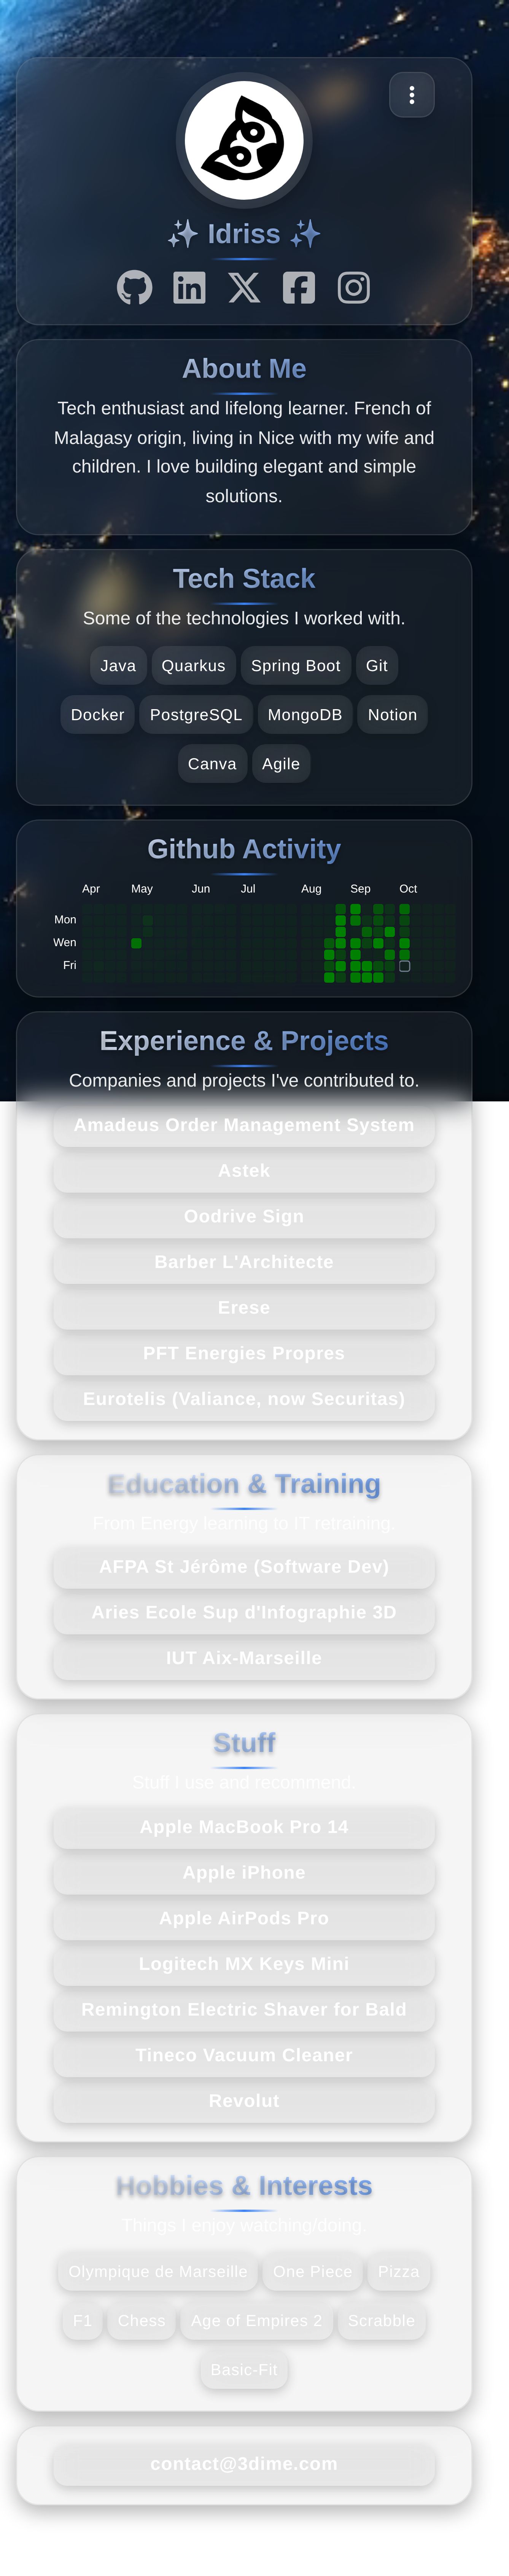 ✨ Idriss ✨
About Me
Tech enthusiast and lifelong learner. French of
Malagasy origin, living in Nice with my wife and
children. I love building elegant and simple
solutions.
Tech Stack
Some of the technologies I worked with.
Java Quarkus Spring Boot Git
Docker PostgreSQL MongoDB Notion
Canva Agile
Github Activity
Apr May Jun Jul Aug Sep Oct
Mon
Wen
Fri
Experience & Projects
Companies and projects I've contributed to.
Amadeus Order Management System
Astek
Oodrive Sign
Barber L'Architecte
Erese
PFT Energies Propres
Eurotelis (Valiance, now Securitas)
Education & Training
From Energy learning to IT retraining.
AFPA St Jérôme (Software Dev)
Aries Ecole Sup d'Infographie 3D
IUT Aix-Marseille
Stuff
Stuff I use and recommend.
Apple MacBook Pro 14
Apple iPhone
Apple AirPods Pro
Logitech MX Keys Mini
Remington Electric Shaver for Bald
Tineco Vacuum Cleaner
Revolut
Hobbies & Interests
Things I enjoy watching/doing.
Olympique de Marseille One Piece Pizza
F1 Chess Age of Empires 2 Scrabble
Basic-Fit
contact@3dime.com